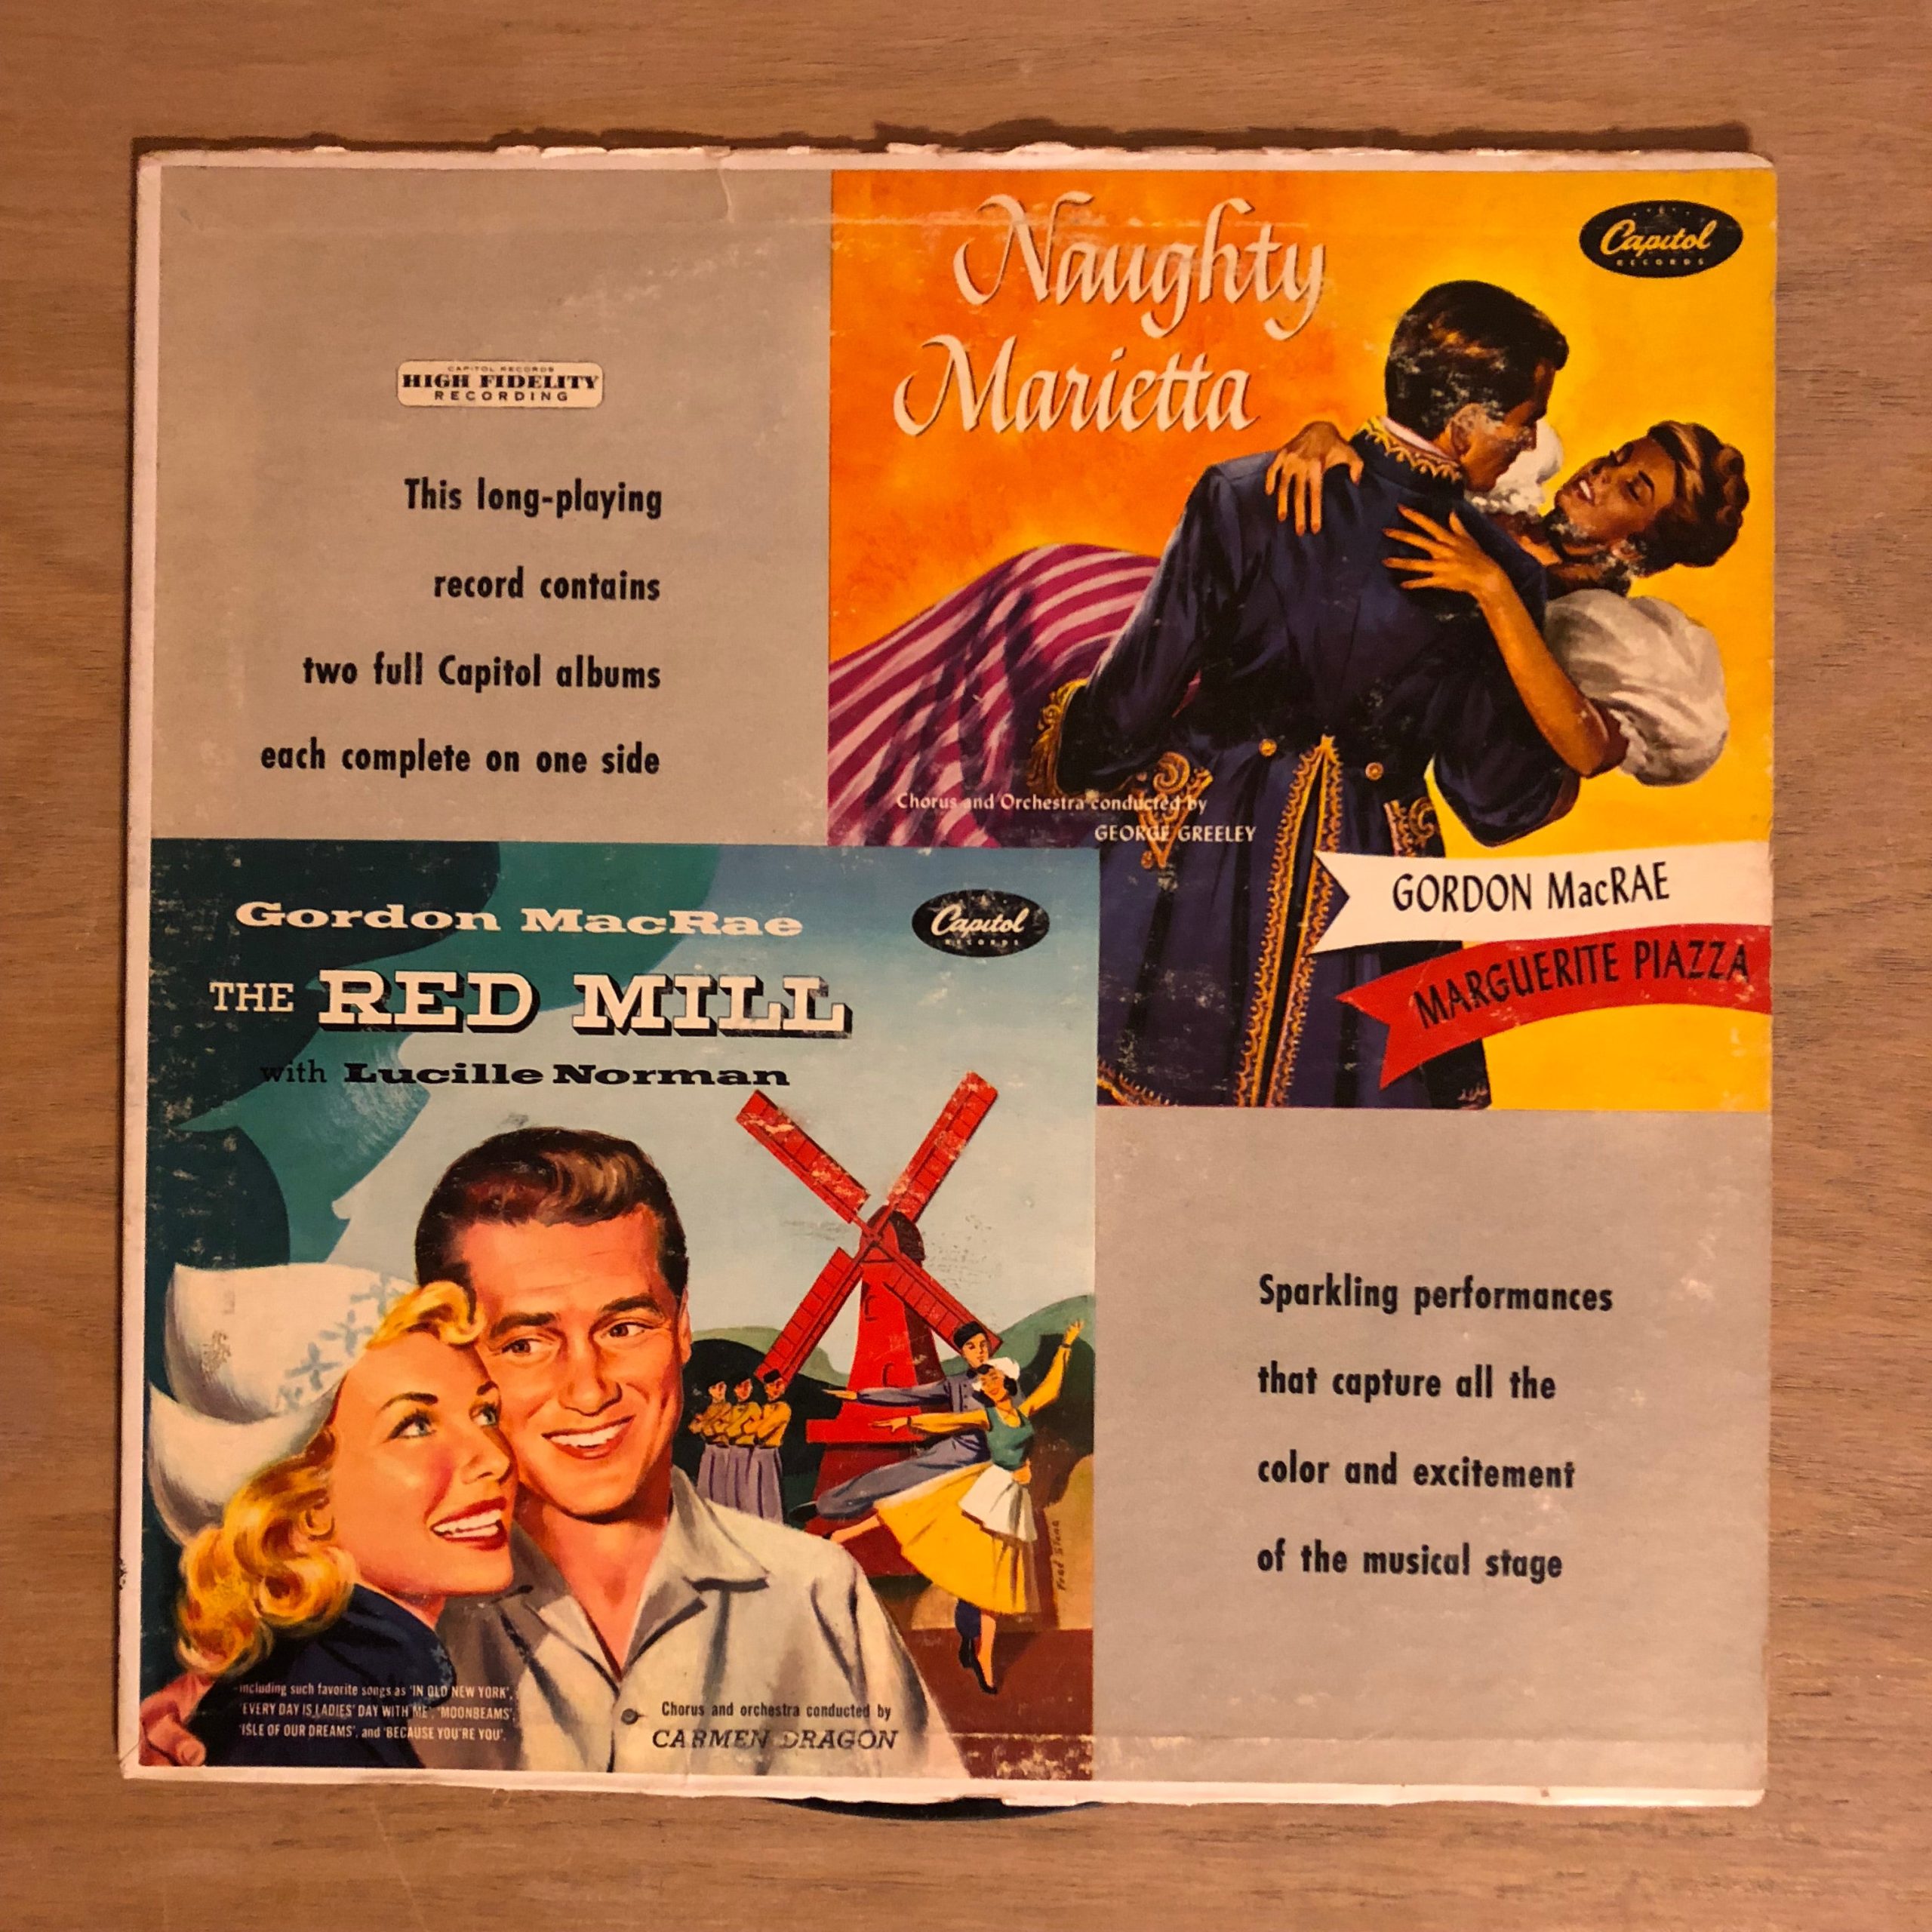 CAPITOL RECORDS
HIGH FIDELITY
RECORDING
This long-playing
record contains
two full Capitol albums
each complete on one side
Naughty
Marietta
Capitol
RECORDS
Chorus and Orchestra conducted by
GEORGE GREELEY
GORDON MacRAE
MARGUERITE PIAZZA
Gordon MacRae
Capitol
RECORDS
THE RED MILL
with Lucille Norman
including such favorite songs as 'IN OLD NEW YORK',
'EVERY DAY IS LADIES' DAY WITH ME', 'MOONBEAMS',
'ISLE OF OUR DREAMS', and 'BECAUSE YOU'RE YOU'.
Chorus and orchestra conducted by
CARMEN DRAGON
Sparkling performances
that capture all the
color and excitement
of the musical stage